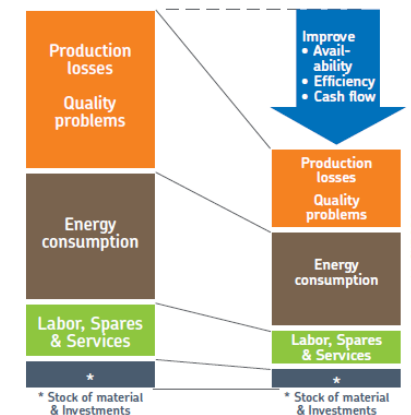 Production
losses
Quality
problems
Energy
consumption
Labor, Spares
& Services
*
* Stock of material
& Investments
Improve
• Avail-
ability
• Efficiency
• Cash flow
Production
losses
Quality
problems
Energy
consumption
Labor, Spares
& Services
*
* Stock of material
& Investments